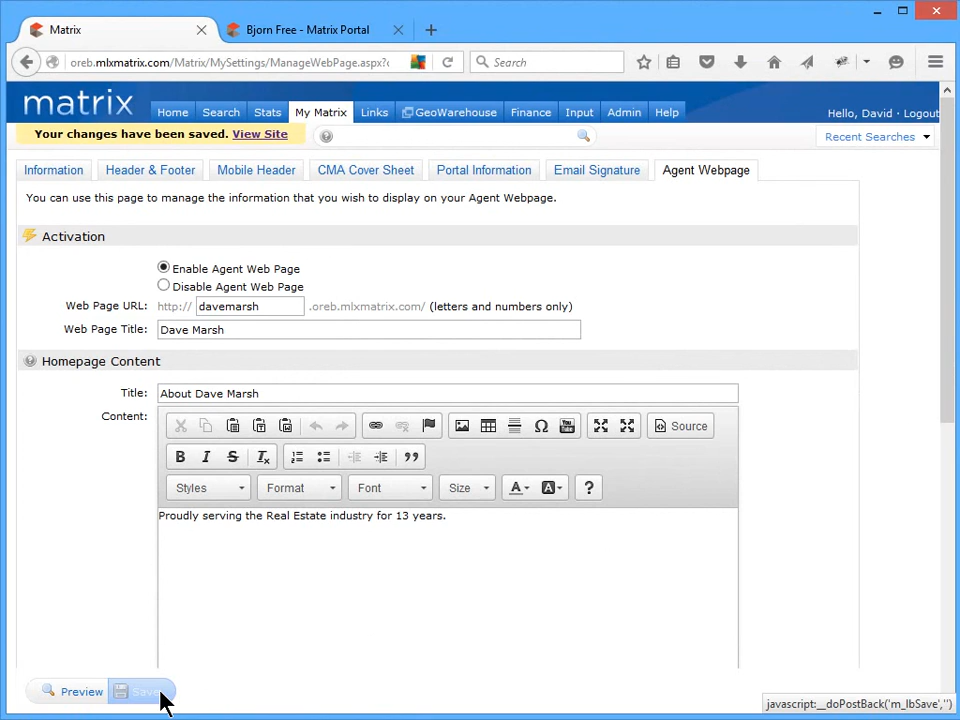 Matrix
Bjorn Free - Matrix Portal
oreb.mlxmatrix.com/Matrix/MySettings/ManageWebPage.aspx?c
Search
matrix
Home
Search
Stats
My Matrix
Links
GeoWarehouse
Finance
Input
Admin
Help
Hello, David · Logout
Your changes have been saved. View Site
Recent Searches
Information
Header & Footer
Mobile Header
CMA Cover Sheet
Portal Information
Email Signature
Agent Webpage
You can use this page to manage the information that you wish to display on your Agent Webpage.
Activation
Enable Agent Web Page
Disable Agent Web Page
Web Page URL: http:// davemarsh .oreb.mlxmatrix.com/ (letters and numbers only)
Web Page Title: Dave Marsh
Homepage Content
Title: About Dave Marsh
Content:
Source
Styles
Format
Font
Size
Proudly serving the Real Estate industry for 13 years.
Preview
Save
javascript:__doPostBack('m_lbSave','')